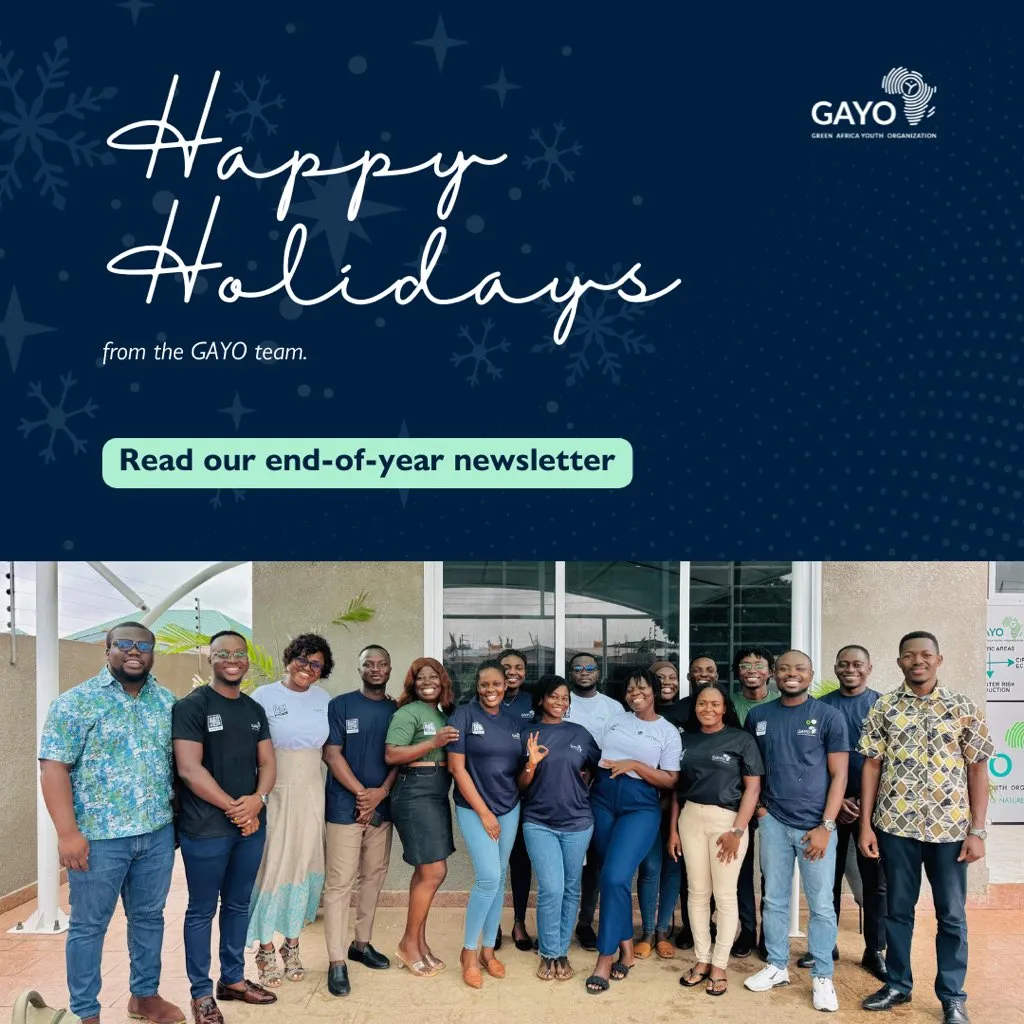 Happy
Holidays
from the GAYO team.
Read our end-of-year newsletter
GAYO
GREEN AFRICA YOUTH ORGANIZATION